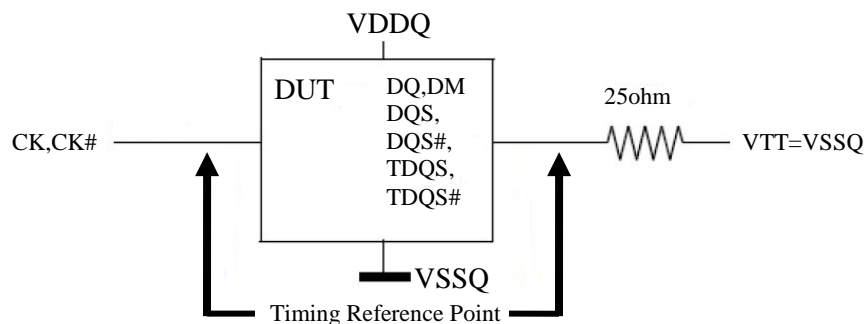 VDDQ
DUT
DQ,DM
DQS,
DQS#,
TDQS,
TDQS#
CK,CK#
25ohm
VTT=VSSQ
VSSQ
Timing Reference Point